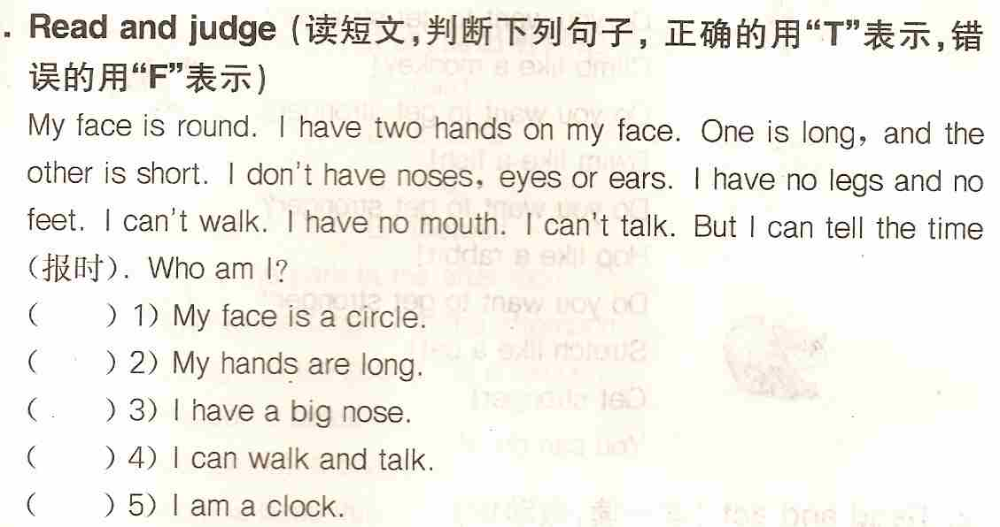 . Read and judge (读短文,判断下列句子, 正确的用“T”表示,错
误的用“F”表示)
My face is round. I have two hands on my face. One is long, and the
other is short. I don't have noses, eyes or ears. I have no legs and no
feet. I can't walk. I have no mouth. I can't talk. But I can tell the time
(报时). Who am I?
(    ) 1) My face is a circle.
(    ) 2) My hands are long.
(    ) 3) I have a big nose.
(    ) 4) I can walk and talk.
(    ) 5) I am a clock.